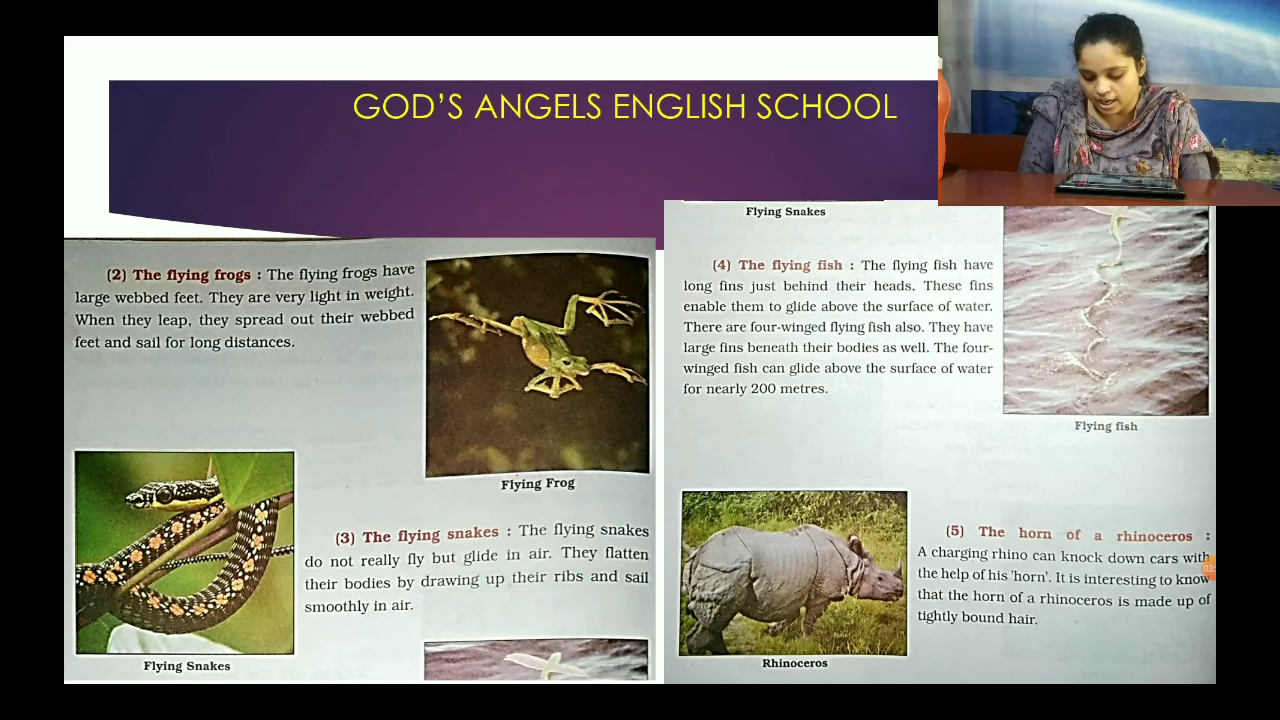 GOD'S ANGELS ENGLISH SCHOOL
(2) The flying frogs : The flying frogs have
large webbed feet. They are very light in weight.
When they leap, they spread out their webbed
feet and sail for long distances.
Flying Frog
(3) The flying snakes : The flying snakes
do not really fly but glide in air. They flatten
their bodies by drawing up their ribs and sail
smoothly in air.
Flying Snakes
Flying Snakes
(4) The flying fish : The flying fish have
long fins just behind their heads. These fins
enable them to glide above the surface of water.
There are four-winged flying fish also. They have
large fins beneath their bodies as well. The four-
winged fish can glide above the surface of water
for nearly 200 metres.
Flying fish
(5) The horn of a rhinoceros :
A charging rhino can knock down cars with
the help of his 'horn'. It is interesting to know
that the horn of a rhinoceros is made up of
tightly bound hair.
Rhinoceros